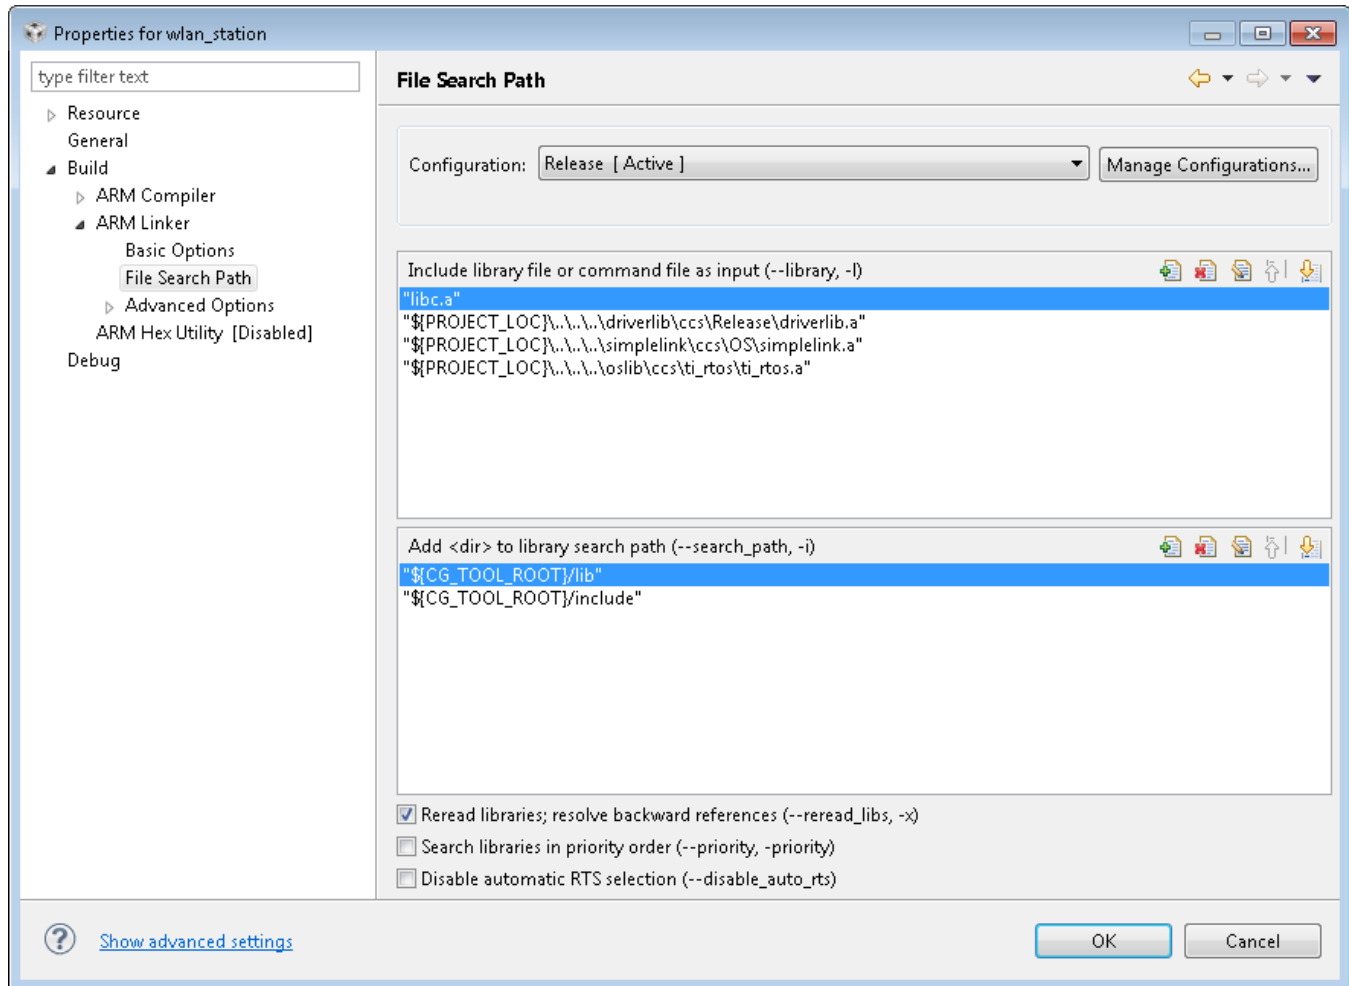 Properties for wlan_station
type filter text
Resource
General
Build
ARM Compiler
ARM Linker
Basic Options
File Search Path
Advanced Options
ARM Hex Utility [Disabled]
Debug
File Search Path
Configuration: Release [ Active ] Manage Configurations...
Include library file or command file as input (--library, -l)
"libc.a"
"${PROJECT_LOC}\..\..\..\driverlib\ccs\Release\driverlib.a"
"${PROJECT_LOC}\..\..\..\simplelink\ccs\OS\simplelink.a"
"${PROJECT_LOC}\..\..\..\oslib\ccs\ti_rtos\ti_rtos.a"
Add <dir> to library search path (--search_path, -i)
"${CG_TOOL_ROOT}/lib"
"${CG_TOOL_ROOT}/include"
Reread libraries; resolve backward references (--reread_libs, -x)
Search libraries in priority order (--priority, -priority)
Disable automatic RTS selection (--disable_auto_rts)
Show advanced settings
OK Cancel